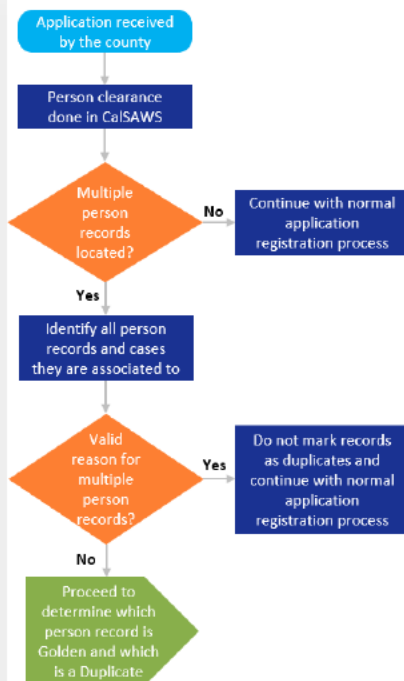 Application received
by the county
Person clearance
done in CalSAWS
Multiple
person
records
located?
No
Continue with normal
application
registration process
Yes
Identify all person
records and cases
they are associated to
Valid
reason for
multiple
person
records?
Yes
Do not mark records
as duplicates and
continue with normal
application
registration process
No
Proceed to
determine which
person record is
Golden and which
is a Duplicate